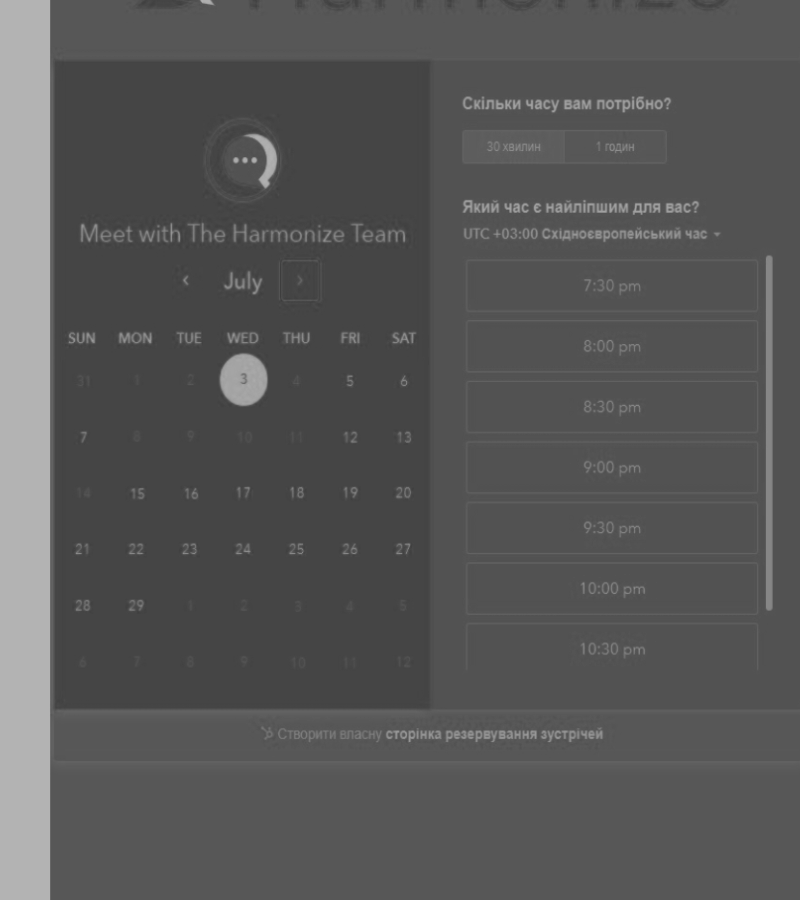 Harmonize
Meet with The Harmonize Team
‹ July ›
SUN MON TUE WED THU FRI SAT
31 1 2 3 4 5 6
7 8 9 10 11 12 13
14 15 16 17 18 19 20
21 22 23 24 25 26 27
28 29 1 2 3 4 5
6 7 8 9 10 11 12
Скільки часу вам потрібно?
30 хвилин 1 годин
Який час є найліпшим для вас?
UTC +03:00 Східноєвропейський час
7:30 pm
8:00 pm
8:30 pm
9:00 pm
9:30 pm
10:00 pm
10:30 pm
Створити власну сторінка резервування зустрічей